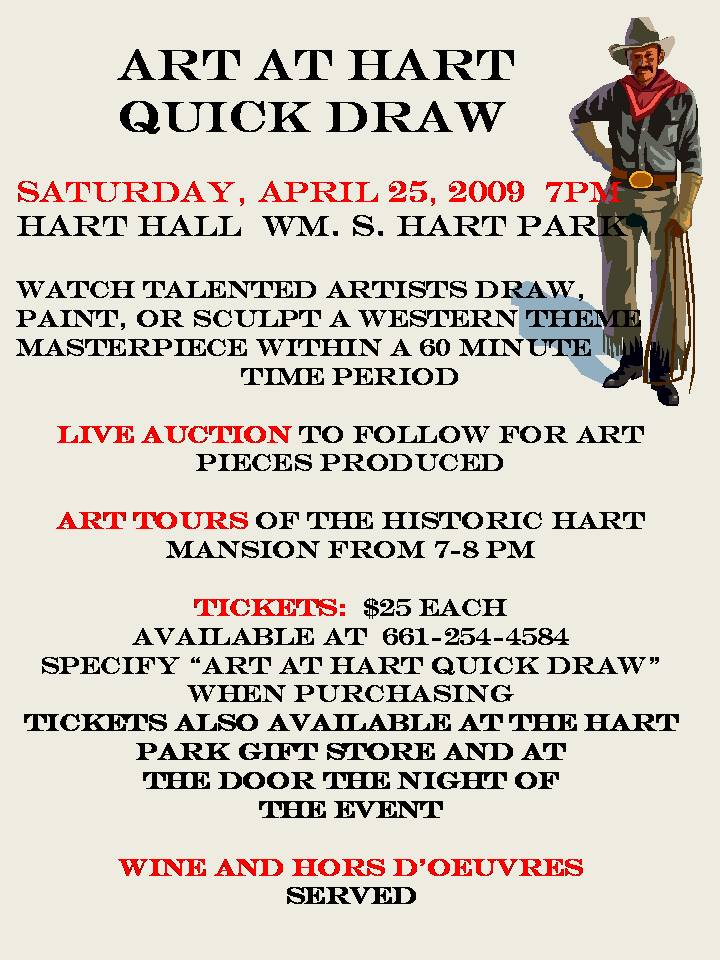 ART AT HART
QUICK DRAW
SATURDAY, APRIL 25, 2009 7PM
HART HALL WM. S. HART PARK
WATCH TALENTED ARTISTS DRAW,
PAINT, OR SCULPT A WESTERN THEME
MASTERPIECE WITHIN A 60 MINUTE
TIME PERIOD
LIVE AUCTION TO FOLLOW FOR ART
PIECES PRODUCED
ART TOURS OF THE HISTORIC HART
MANSION FROM 7-8 PM
TICKETS: $25 EACH
AVAILABLE AT 661-254-4584
SPECIFY “ART AT HART QUICK DRAW”
WHEN PURCHASING
TICKETS ALSO AVAILABLE AT THE HART
PARK GIFT STORE AND AT
THE DOOR THE NIGHT OF
THE EVENT
WINE AND HORS D’OEUVRES
SERVED